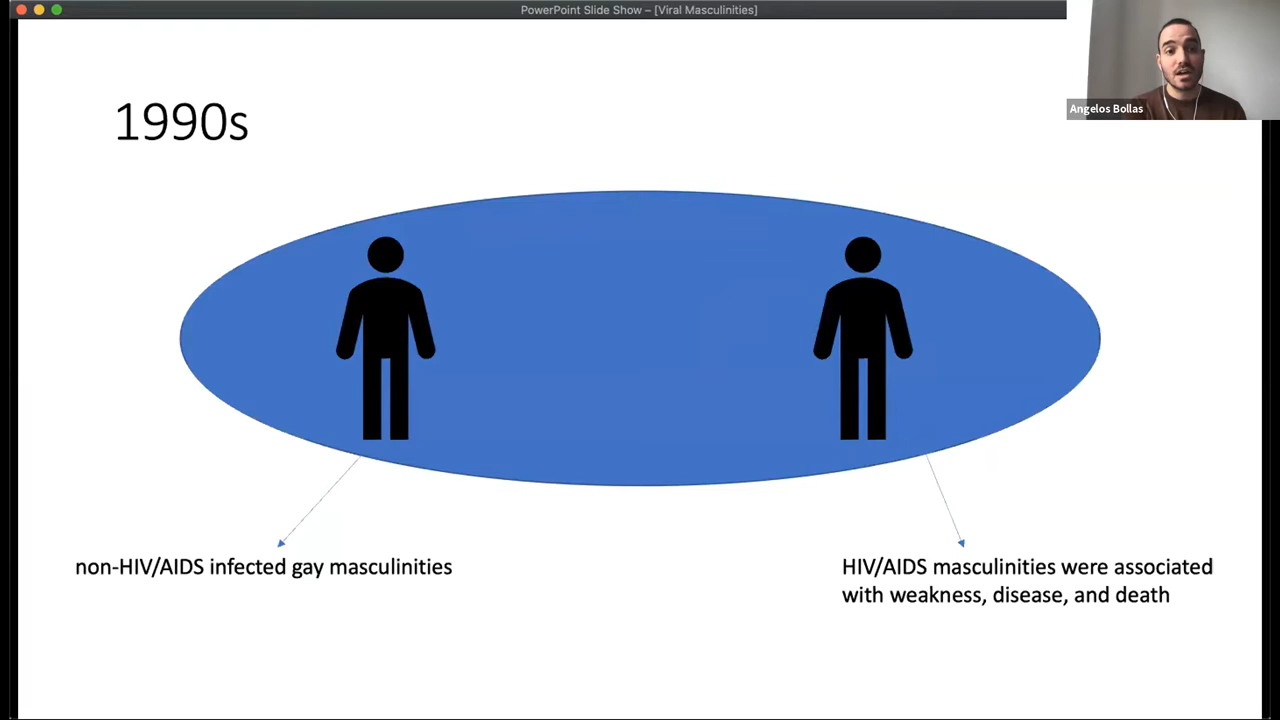 PowerPoint Slide Show – [Viral Masculinities]
Angelos Bollas
1990s
non-HIV/AIDS infected gay masculinities
HIV/AIDS masculinities were associated
with weakness, disease, and death